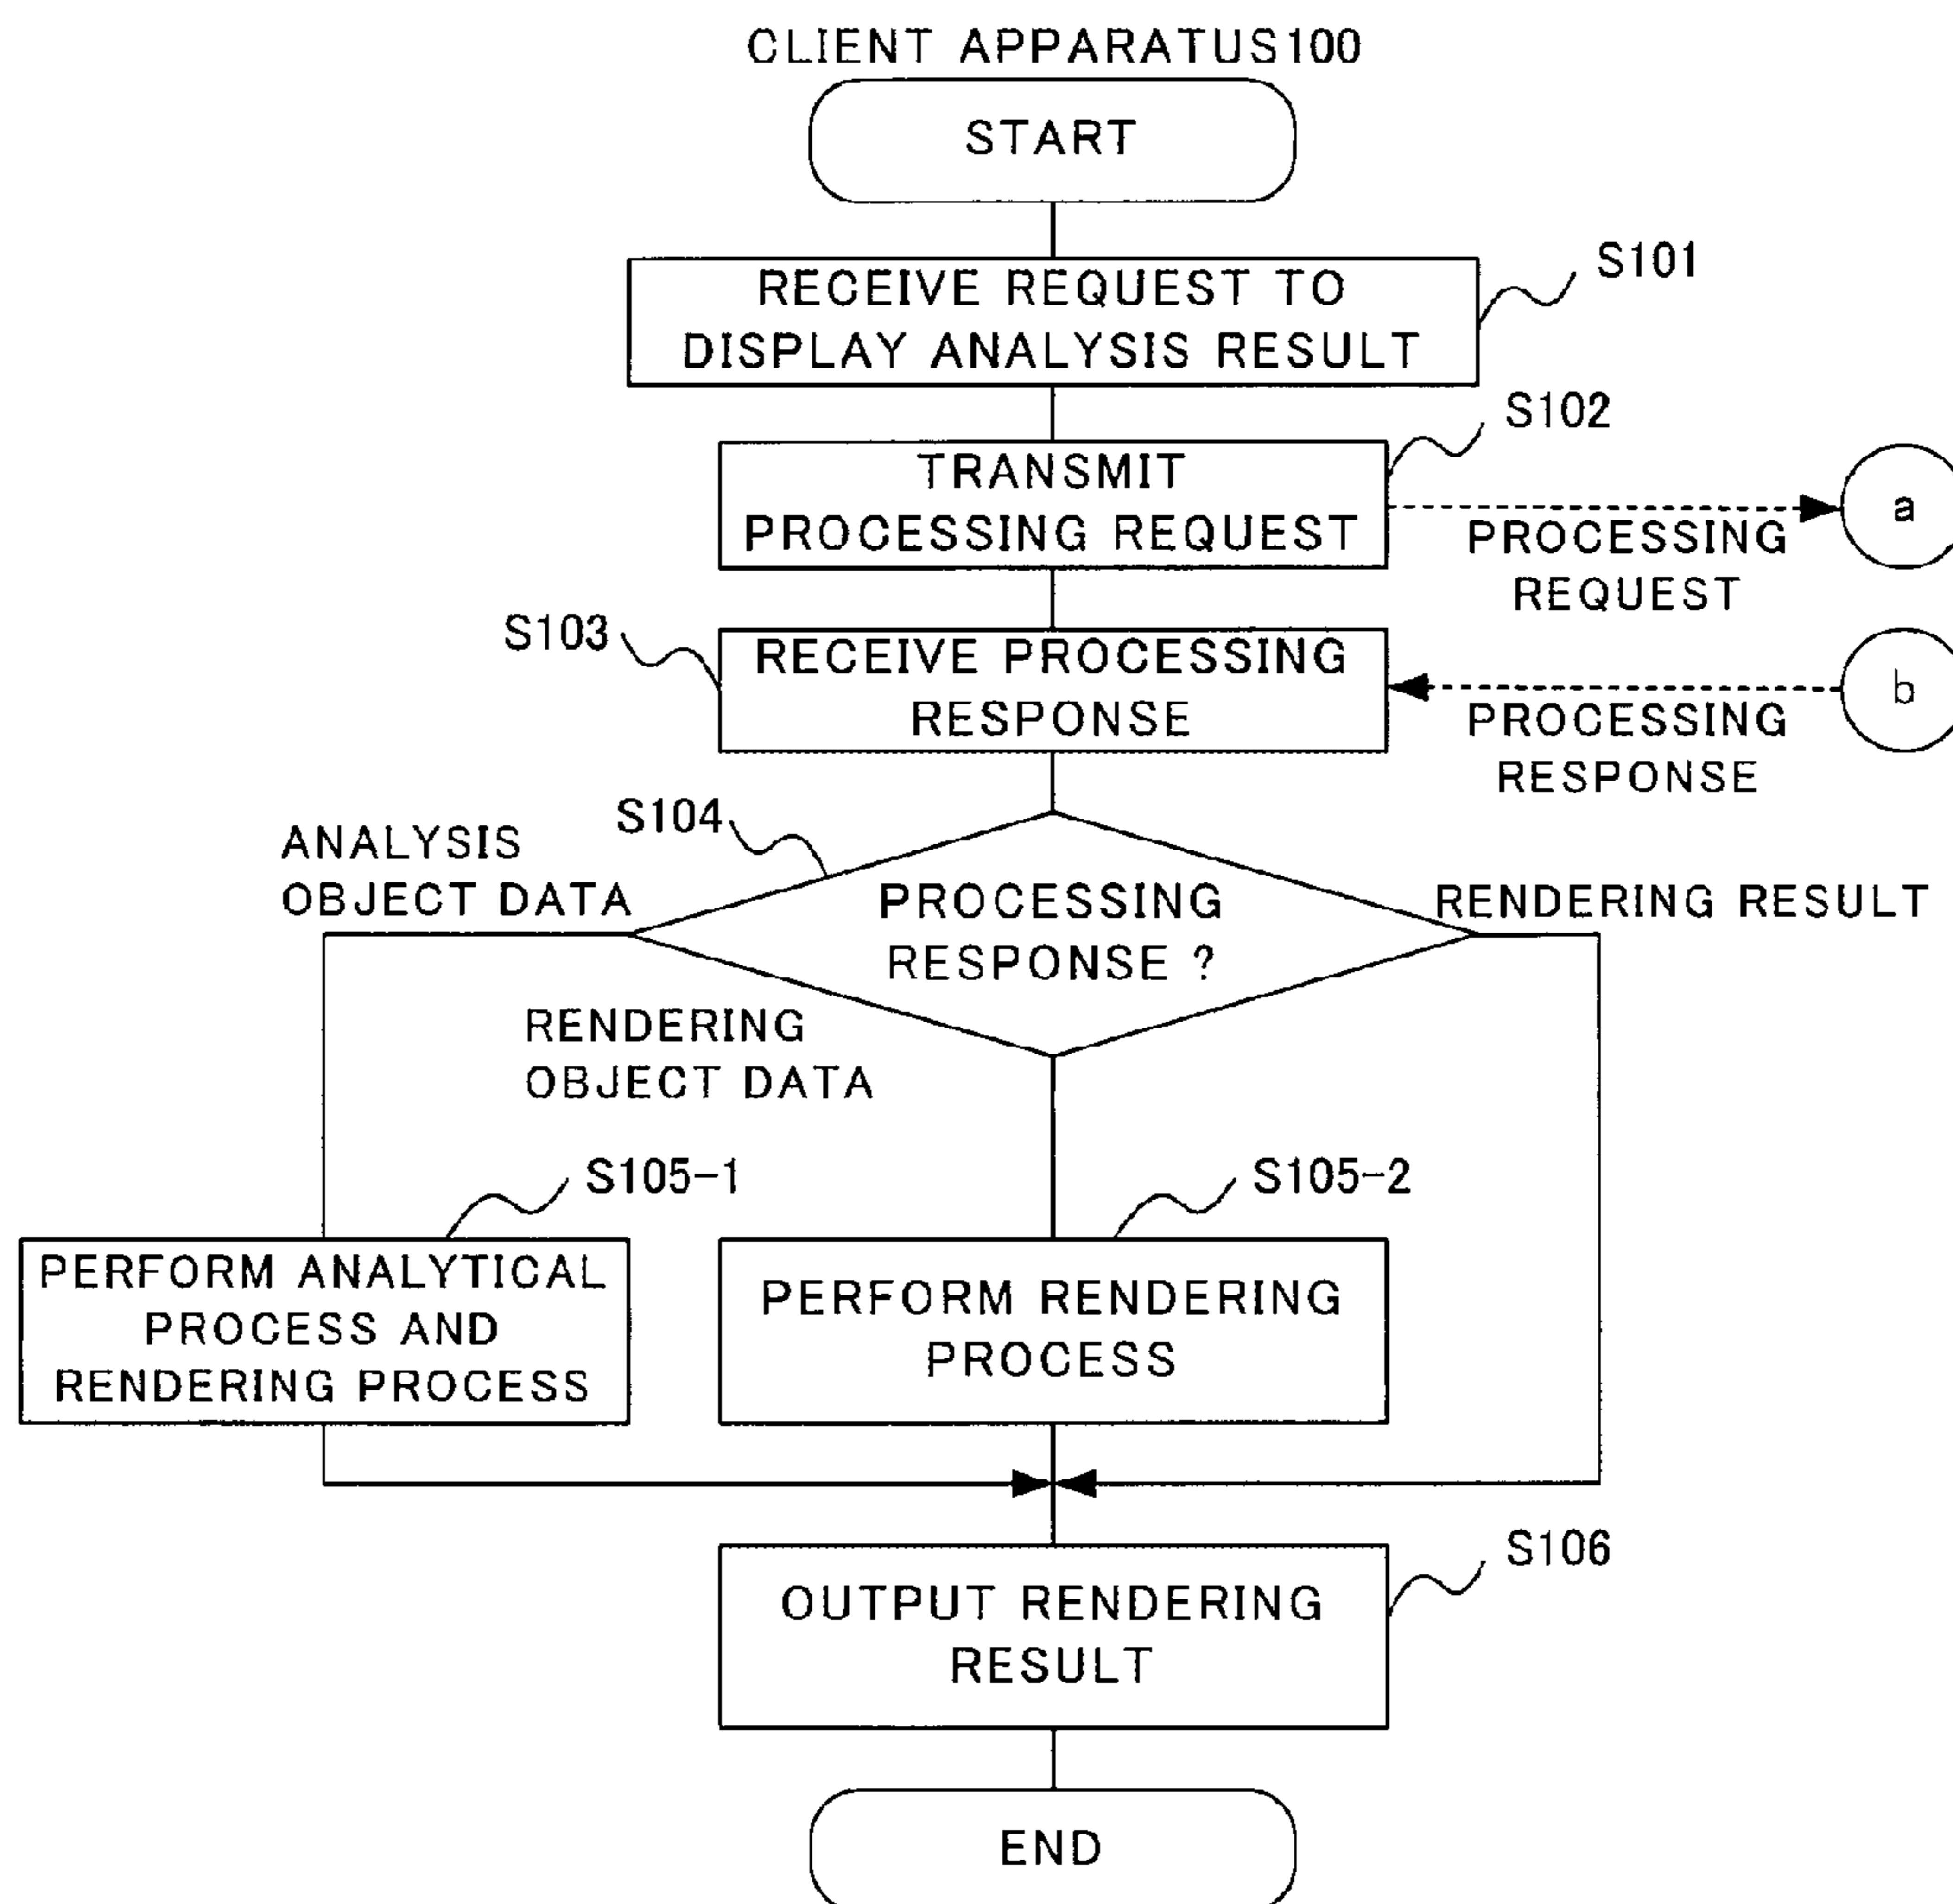 CLIENT APPARATUS100
START
S101
RECEIVE REQUEST TO
DISPLAY ANALYSIS RESULT
S102
TRANSMIT
PROCESSING REQUEST
a
PROCESSING
REQUEST
S103
RECEIVE PROCESSING
RESPONSE
b
PROCESSING
RESPONSE
S104
ANALYSIS
OBJECT DATA
PROCESSING
RESPONSE ?
RENDERING RESULT
RENDERING
OBJECT DATA
S105-1
S105-2
PERFORM ANALYTICAL
PROCESS AND
RENDERING PROCESS
PERFORM RENDERING
PROCESS
S106
OUTPUT RENDERING
RESULT
END